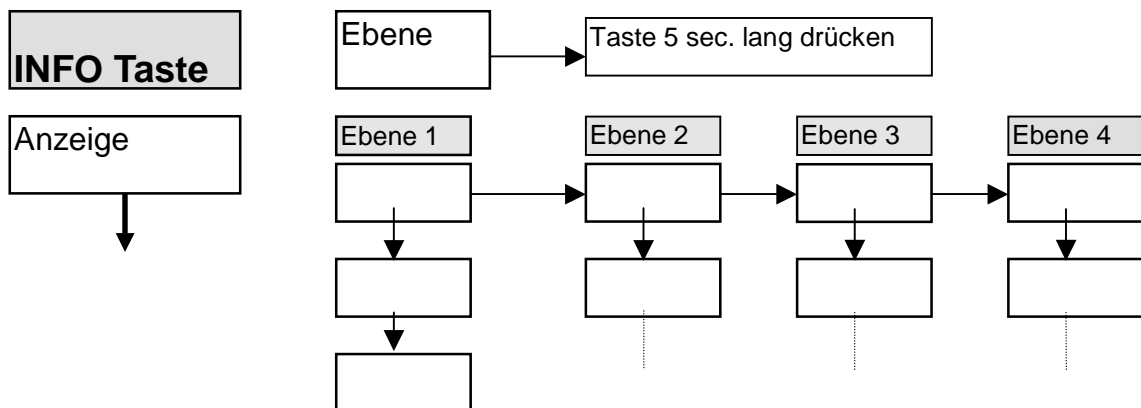 INFO Taste
Ebene
Taste 5 sec. lang drücken
Anzeige
Ebene 1
Ebene 2
Ebene 3
Ebene 4